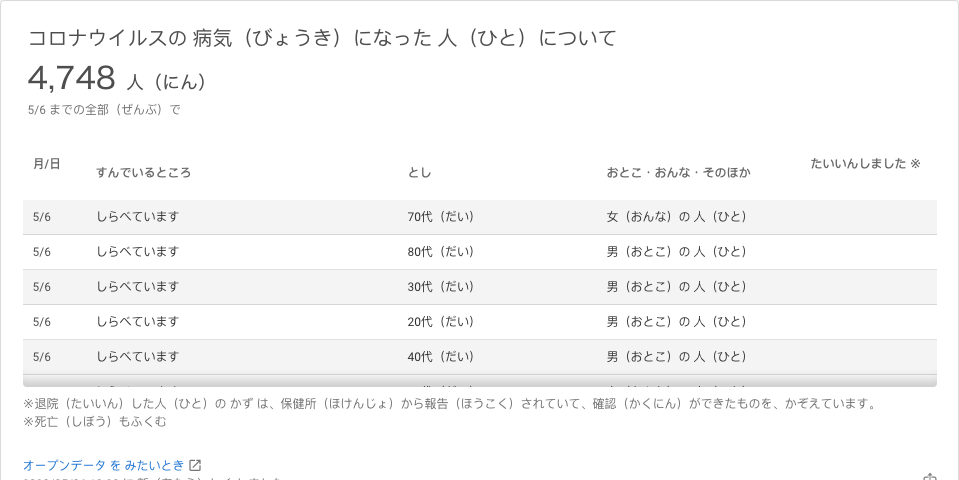 コロナウイルスの 病気（びょうき）になった 人（ひと）について
4,748 人（にん）
5/6 までの全部（ぜんぶ）で
月/日 すんでいるところ とし おとこ・おんな・そのほか たいいんしました ※
5/6 しらべています 70代（だい） 女（おんな）の 人（ひと）
5/6 しらべています 80代（だい） 男（おとこ）の 人（ひと）
5/6 しらべています 30代（だい） 男（おとこ）の 人（ひと）
5/6 しらべています 20代（だい） 男（おとこ）の 人（ひと）
5/6 しらべています 40代（だい） 男（おとこ）の 人（ひと）
※退院（たいいん）した人（ひと）の かず は、保健所（ほけんじょ）から報告（ほうこく）されていて、確認（かくにん）ができたものを、かぞえています。
※死亡（しぼう）もふくむ
オープンデータ を みたいとき